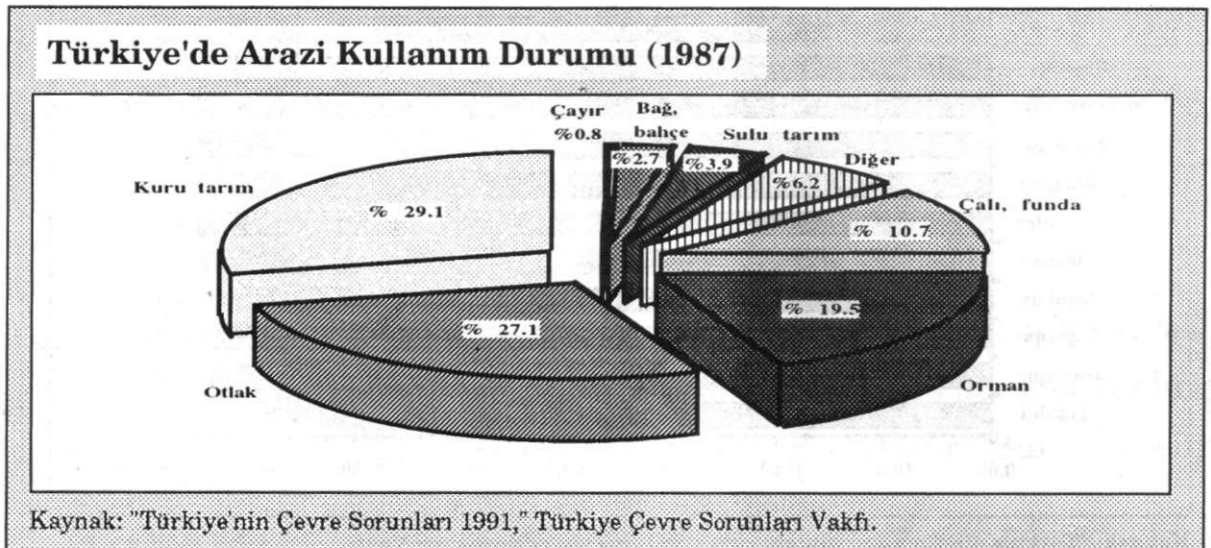 Türkiye'de Arazi Kullanım Durumu (1987)
Çayır
%0.8
Bağ,
bahçe
%2.7
Sulu tarım
%3.9
Diğer
%6.2
Çalı, funda
% 10.7
Kuru tarım
% 29.1
% 19.5
Orman
% 27.1
Otlak
Kaynak: "Türkiye'nin Çevre Sorunları 1991," Türkiye Çevre Sorunları Vakfı.